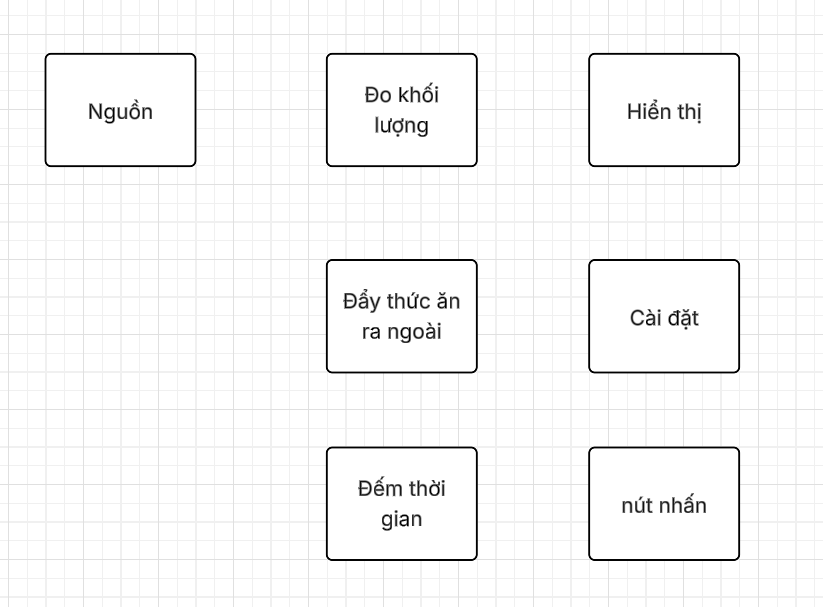 Nguồn
Đo khối
lượng
Hiển thị
Đẩy thức ăn
ra ngoài
Cài đặt
Đếm thời
gian
nút nhấn